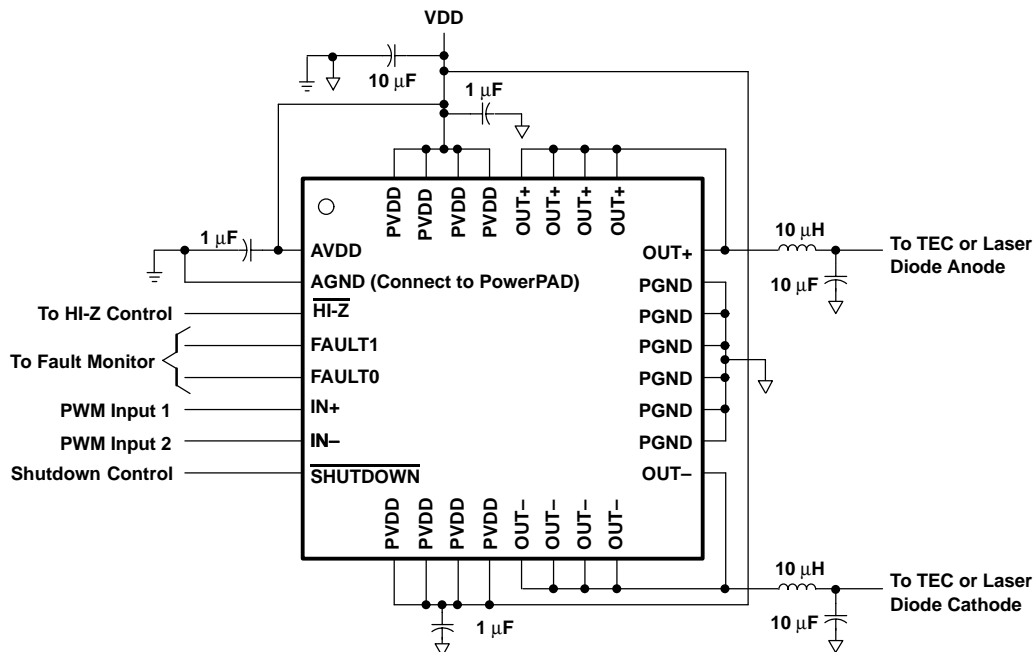 VDD
10 μF
1 μF
PVDD
PVDD
PVDD
PVDD
OUT+
OUT+
OUT+
OUT+
1 μF
AVDD
AGND (Connect to PowerPAD)
HI-Z
FAULT1
FAULT0
IN+
IN–
SHUTDOWN
To HI-Z Control
To Fault Monitor
PWM Input 1
PWM Input 2
Shutdown Control
OUT+
PGND
PGND
PGND
PGND
PGND
PGND
OUT–
10 μH
10 μF
To TEC or Laser
Diode Anode
PVDD
PVDD
PVDD
PVDD
OUT–
OUT–
OUT–
OUT–
1 μF
10 μH
10 μF
To TEC or Laser
Diode Cathode